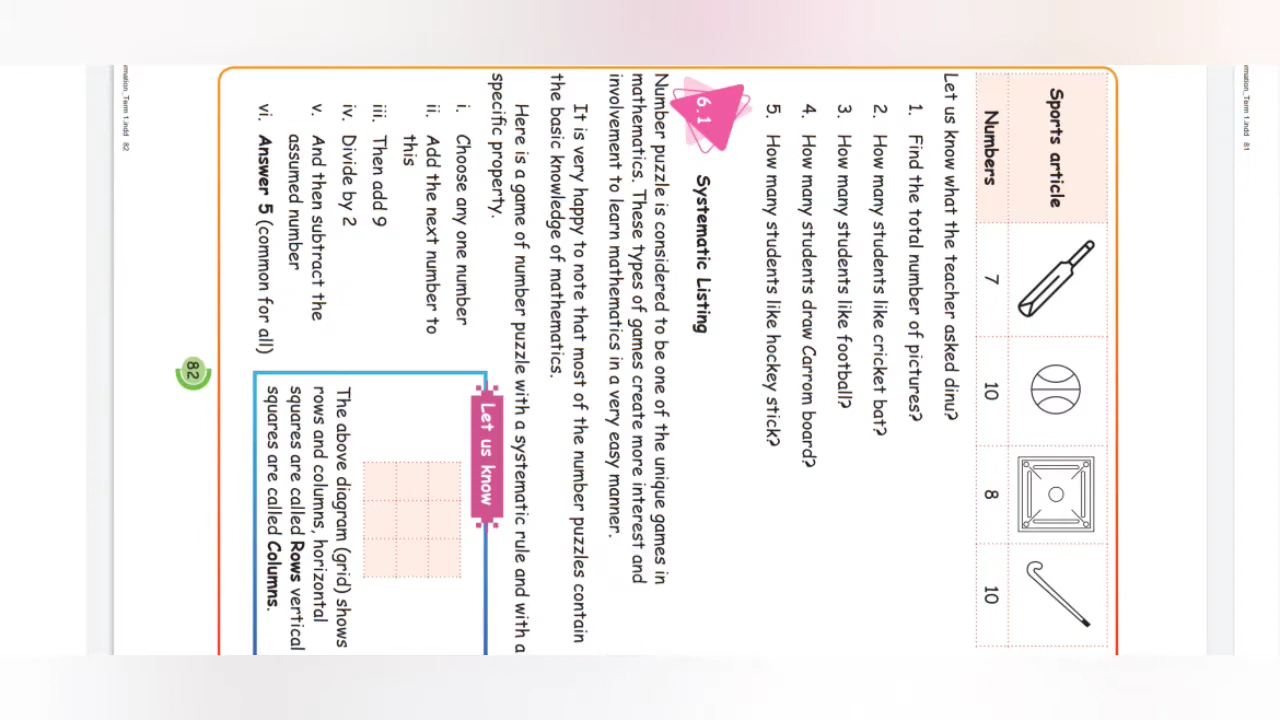 Sports article
Numbers 7 10 8 10
Let us know what the teacher asked dinu?
1. Find the total number of pictures?
2. How many students like cricket bat?
3. How many students like football?
4. How many students draw Carrom board?
5. How many students like hockey stick?
6.1 Systematic Listing
Number puzzle is considered to be one of the unique games in
mathematics. These types of games create more interest and
involvement to learn mathematics in a very easy manner.
It is very happy to note that most of the number puzzles contain
the basic knowledge of mathematics.
Here is a game of number puzzle with a systematic rule and with a
specific property.
i. Choose any one number
ii. Add the next number to
this
iii. Then add 9
iv. Divide by 2
v. And then subtract the
assumed number
vi. Answer 5 (common for all)
Let us know
The above diagram (grid) shows
rows and columns, horizontal
squares are called Rows vertical
squares are called Columns.
82
rmation_Term 1.indd 82
rmation_Term 1.indd 81